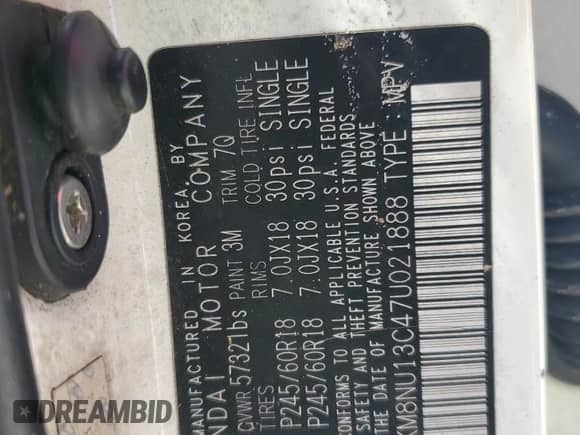 MANUFACTURED IN KOREA, BY
NDAI MOTOR COMPANY
GVWR 5732lbs PAINT 3M TRIM 7Q
TIRES RIMS COLD TIRE INFL
P245/60R18 7.0JX18 30psi SINGLE
P245/60R18 7.0JX18 30psi SINGLE
CONFORMS TO ALL APPLICABLE U.S.A. FEDERAL
SAFETY AND THEFT PREVENTION STANDARDS
THE DATE OF MANUFACTURE SHOWN ABOVE
KM8NU13C47U021888 TYPE: MPV
DREAMBID